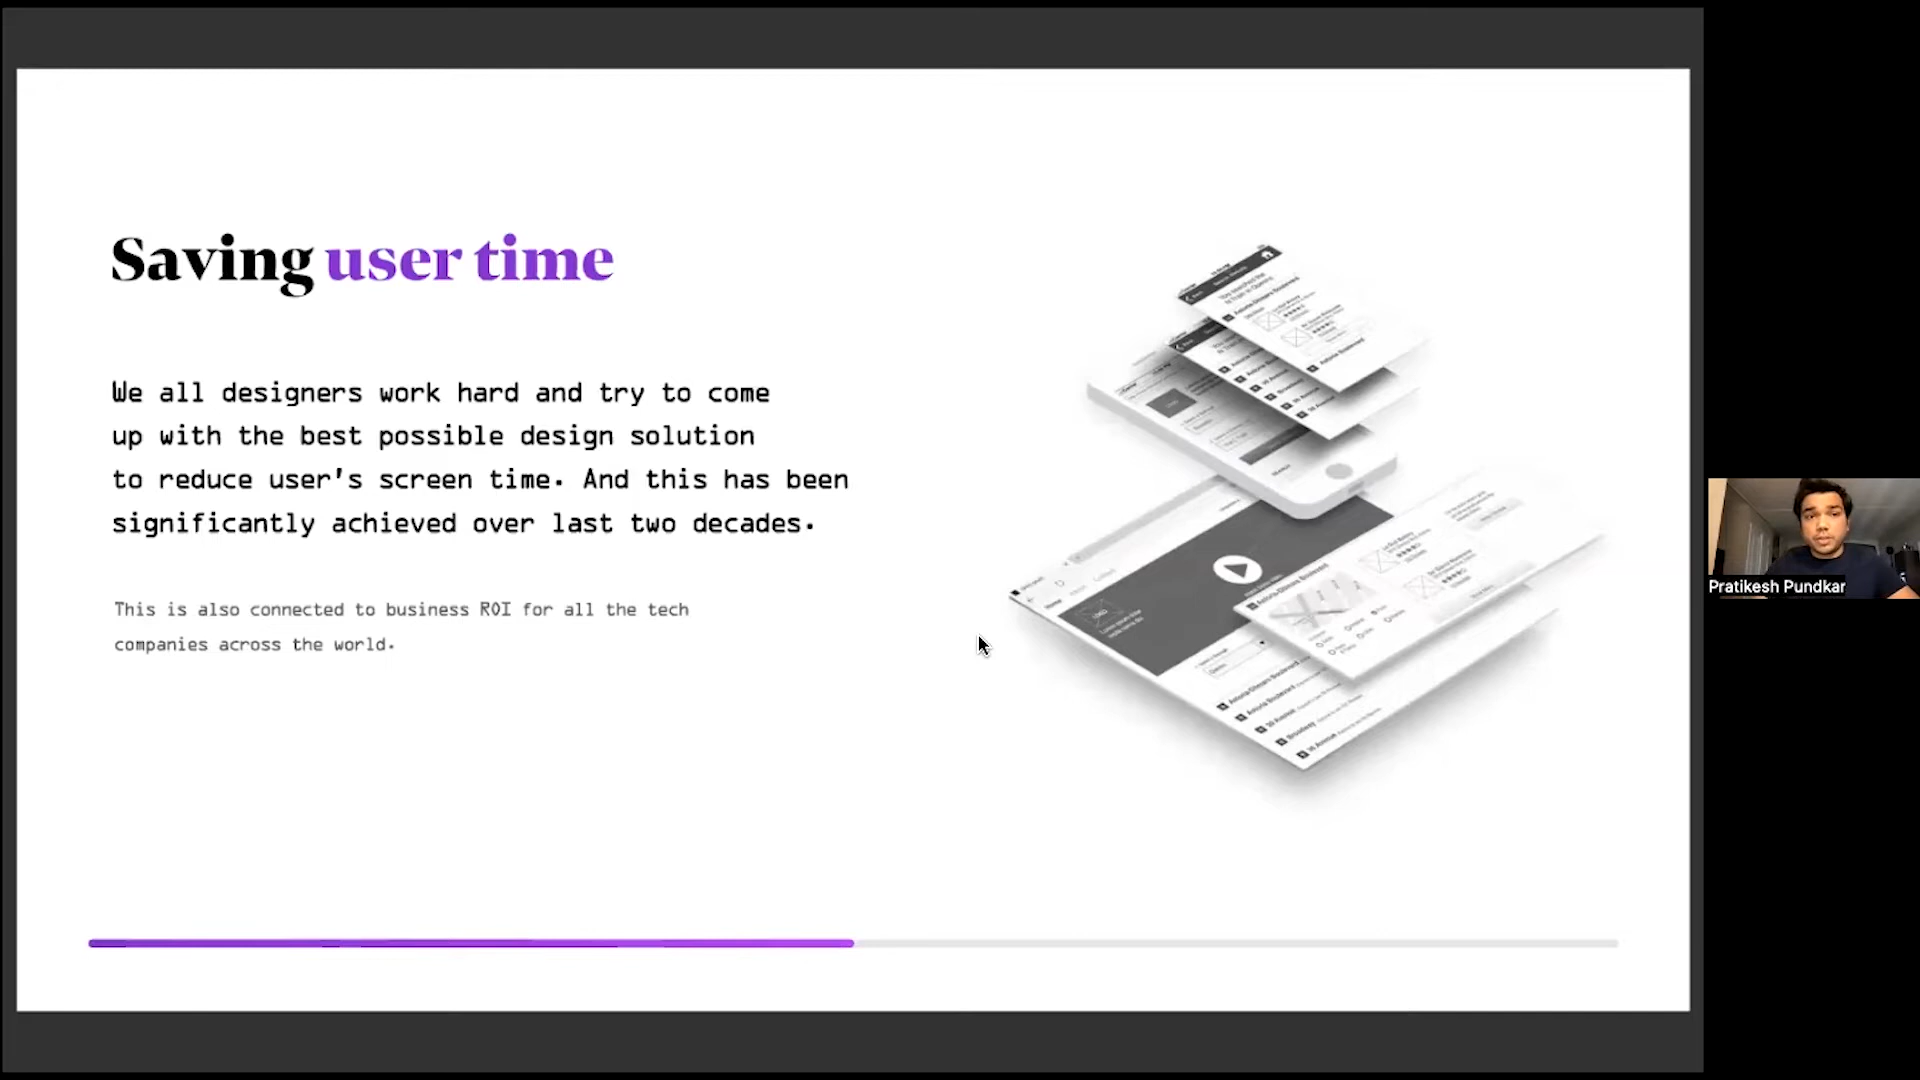 Saving user time
We all designers work hard and try to come
up with the best possible design solution
to reduce user's screen time. And this has been
significantly achieved over last two decades.
This is also connected to business ROI for all the tech
companies across the world.
Pratikesh Pundkar